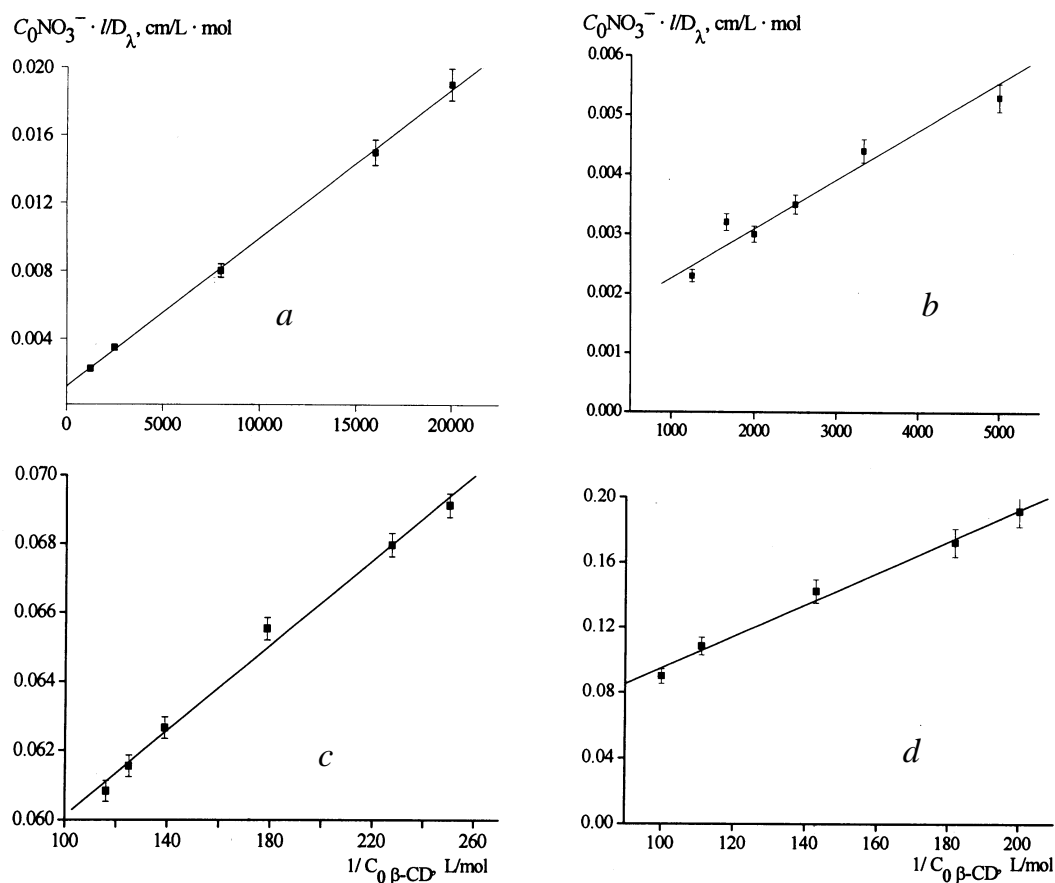 C₀NO₃⁻ · l/D_λ, cm/L · mol
0.020
0.016
0.012
0.008
0.004
0 5000 10000 15000 20000
a
C₀NO₃⁻ · l/D_λ, cm/L · mol
0.006
0.005
0.004
0.003
0.002
0.001
0.000
1000 2000 3000 4000 5000
b
0.070
0.068
0.066
0.064
0.062
0.060
100 140 180 220 260
c
1/ C₀ β-CD, L/mol
0.20
0.16
0.12
0.08
0.04
0.00
100 120 140 160 180 200
d
1/ C₀ β-CD, L/mol